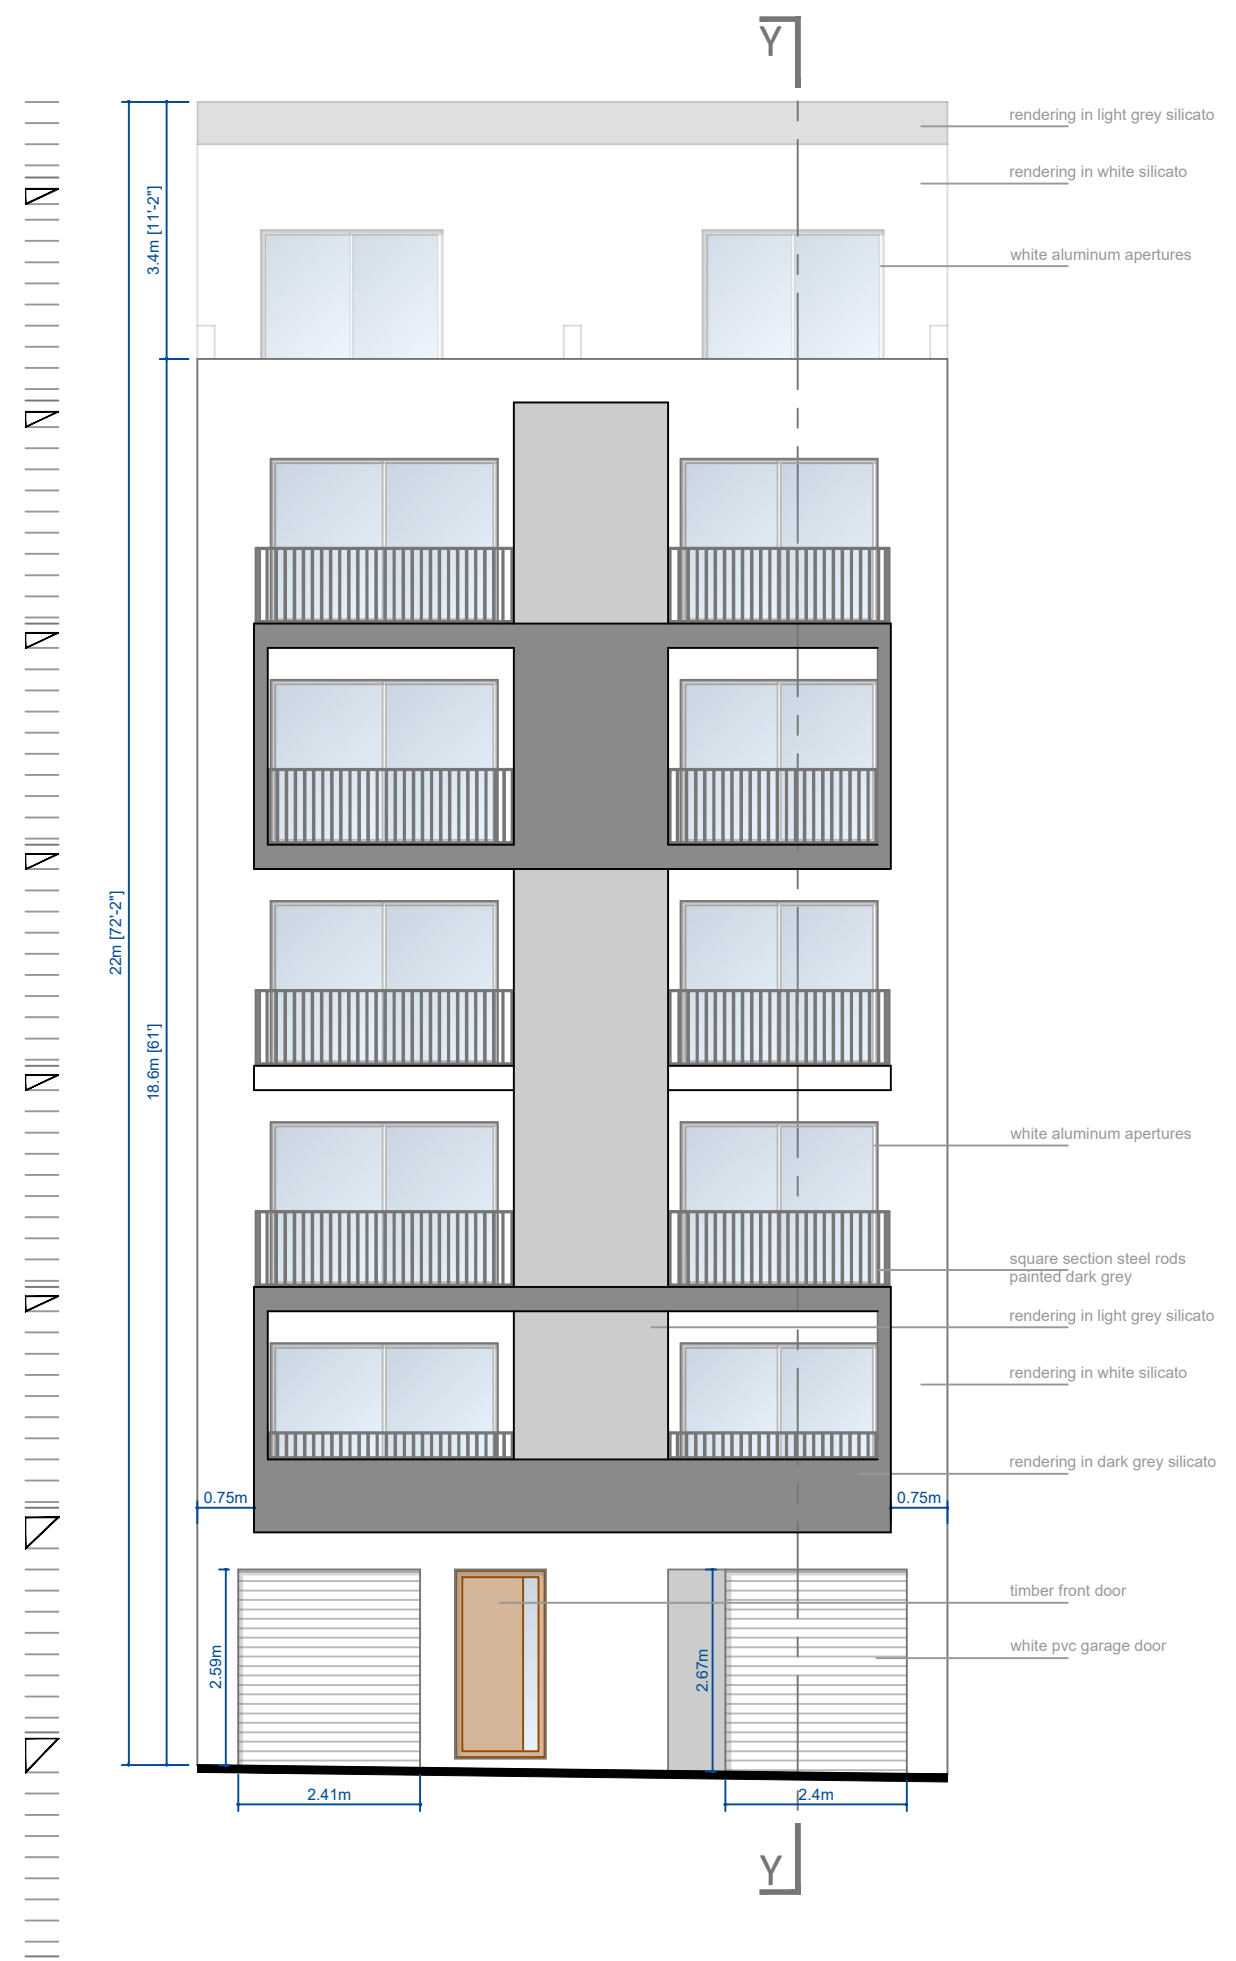 Y
rendering in light grey silicato
rendering in white silicato
3.4m [11'-2"]
white aluminum apertures
22m [72'-2"]
18.6m [61']
white aluminum apertures
square section steel rods
painted dark grey
rendering in light grey silicato
rendering in white silicato
rendering in dark grey silicato
0.75m
0.75m
timber front door
white pvc garage door
2.59m
2.67m
2.41m
2.4m
Y